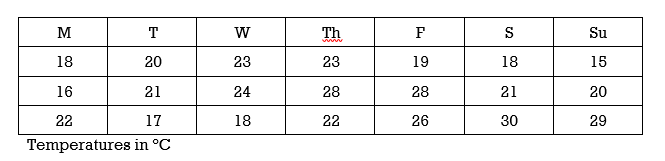 M T W Th F S Su
18 20 23 23 19 18 15
16 21 24 28 28 21 20
22 17 18 22 26 30 29
Temperatures in °C